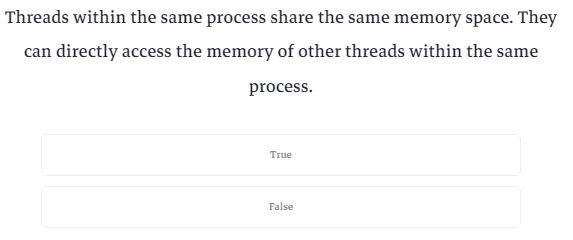 Threads within the same process share the same memory space. They
can directly access the memory of other threads within the same
process.
True
False